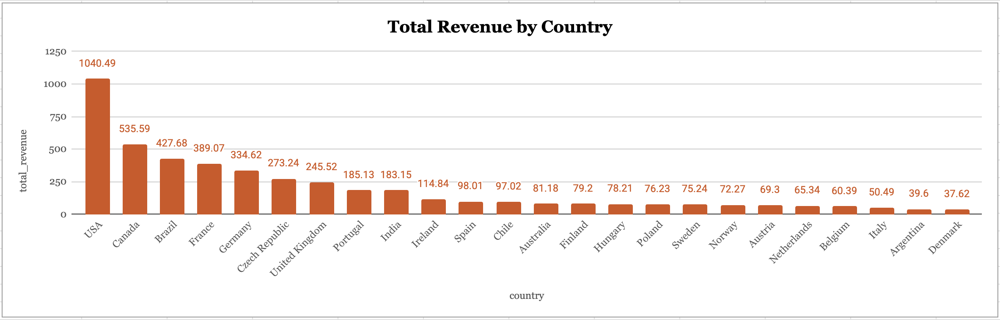 Total Revenue by Country
total_revenue
1250
1000
750
500
250
0
1040.49
535.59
427.68
389.07
334.62
273.24
245.52
185.13
183.15
114.84
98.01
97.02
81.18
79.2
78.21
76.23
75.24
72.27
69.3
65.34
60.39
50.49
39.6
37.62
USA
Canada
Brazil
France
Germany
Czech Republic
United Kingdom
Portugal
India
Ireland
Spain
Chile
Australia
Finland
Hungary
Poland
Sweden
Norway
Austria
Netherlands
Belgium
Italy
Argentina
Denmark
country